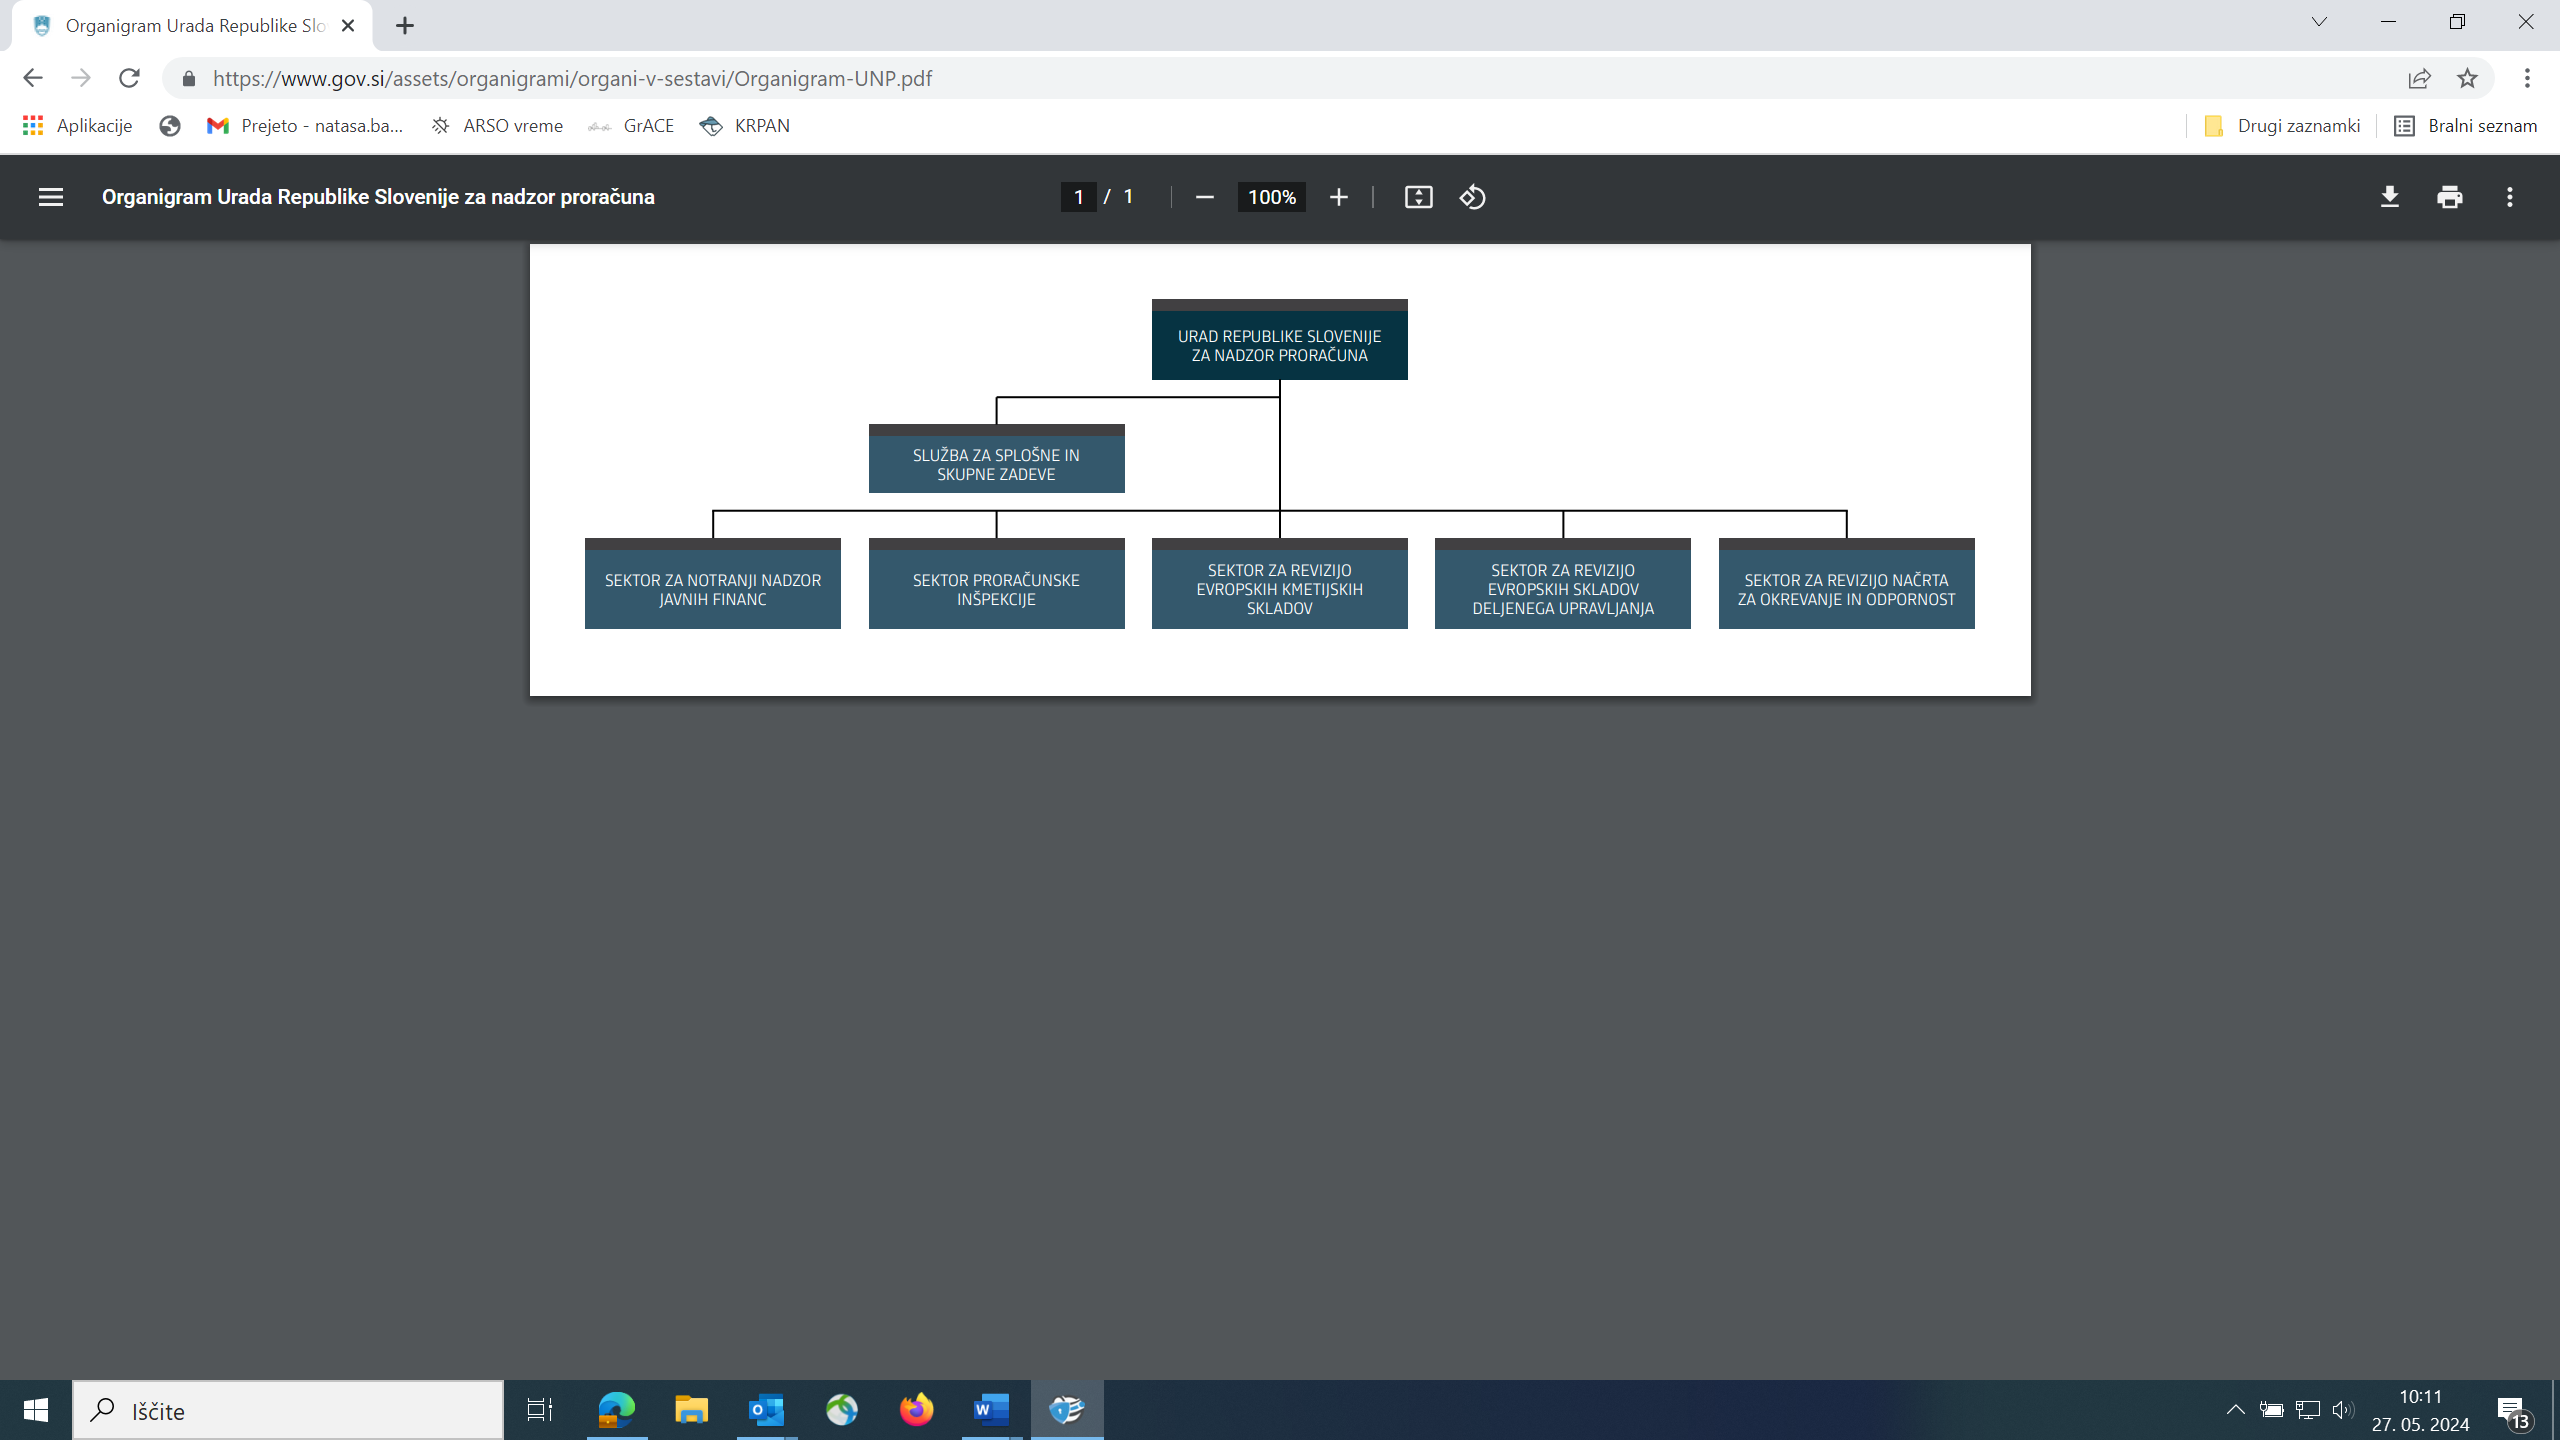 Organigram Urada Republike Slo
https://www.gov.si/assets/organigrami/organi-v-sestavi/Organigram-UNP.pdf
Aplikacije
Prejeto - natasa.ba...
ARSO vreme
GrACE
KRPAN
Drugi zaznamki
Bralni seznam
Organigram Urada Republike Slovenije za nadzor proračuna
1 / 1
100%
URAD REPUBLIKE SLOVENIJE
ZA NADZOR PRORAČUNA
SLUŽBA ZA SPLOŠNE IN
SKUPNE ZADEVE
SEKTOR ZA NOTRANJI NADZOR
JAVNIH FINANC
SEKTOR PRORAČUNSKE
INŠPEKCIJE
SEKTOR ZA REVIZIJO
EVROPSKIH KMETIJSKIH
SKLADOV
SEKTOR ZA REVIZIJO
EVROPSKIH SKLADOV
DELJENEGA UPRAVLJANJA
SEKTOR ZA REVIZIJO NAČRTA
ZA OKREVANJE IN ODPORNOST
Iščite
10:11
27. 05. 2024
13